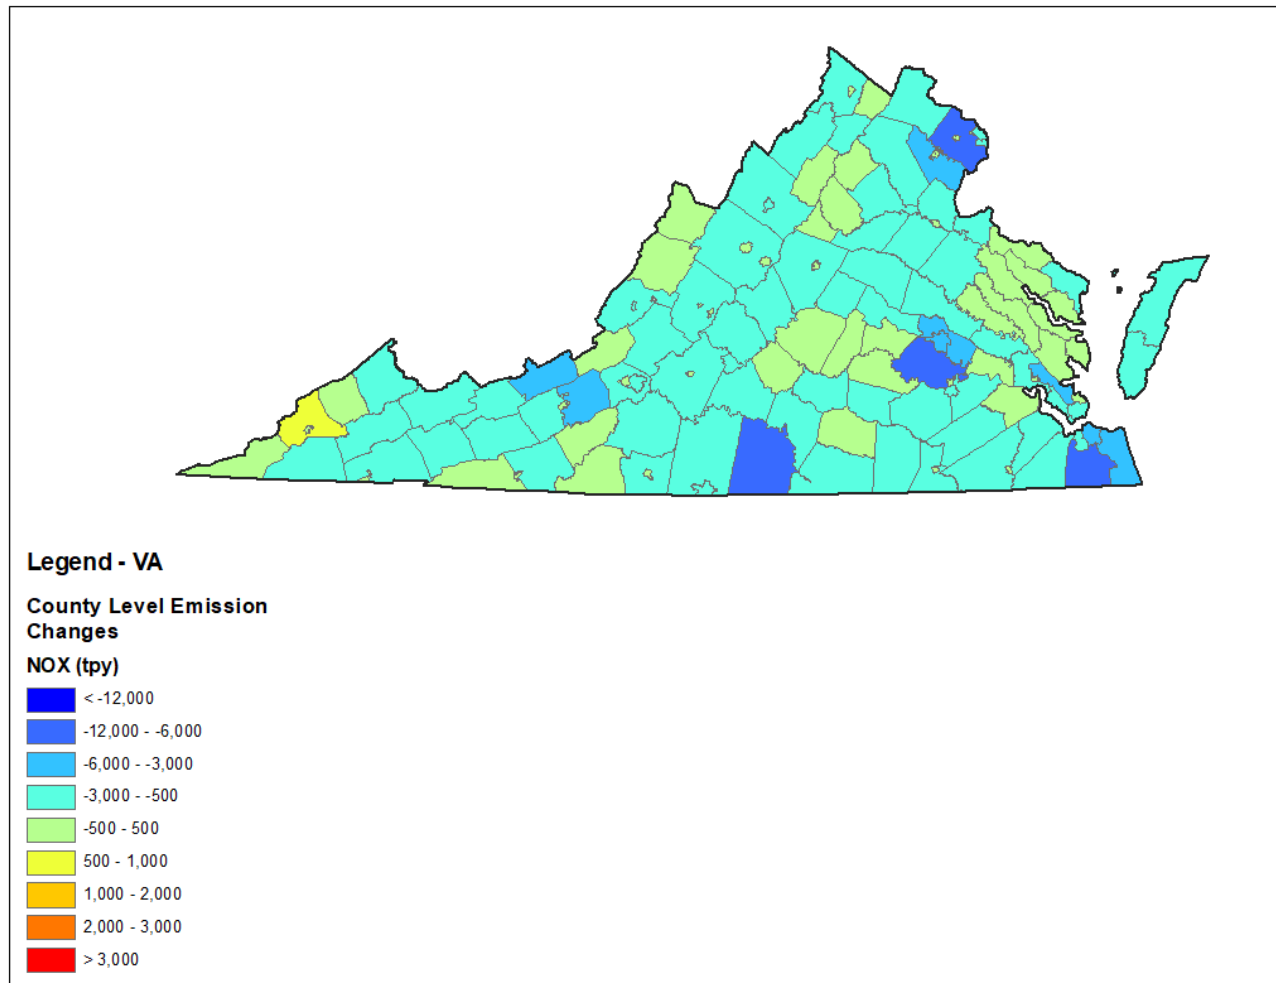 Legend - VA
County Level Emission
Changes
NOX (tpy)
< -12,000
-12,000 - -6,000
-6,000 - -3,000
-3,000 - -500
-500 - 500
500 - 1,000
1,000 - 2,000
2,000 - 3,000
> 3,000